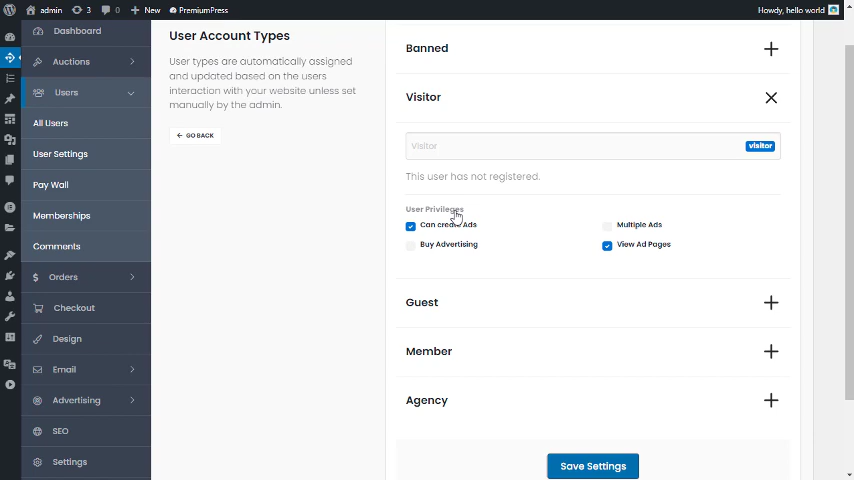 admin 3 0 New PremiumPress Howdy, hello world
Dashboard
Auctions
Users
All Users
User Settings
Pay Wall
Memberships
Comments
Orders
Checkout
Design
Email
Advertising
SEO
Settings
User Account Types
User types are automatically assigned
and updated based on the users
interaction with your website unless set
manually by the admin.
GO BACK
Banned
Visitor
Visitor visitor
This user has not registered.
User Privileges
Can create Ads Multiple Ads
Buy Advertising View Ad Pages
Guest
Member
Agency
Save Settings